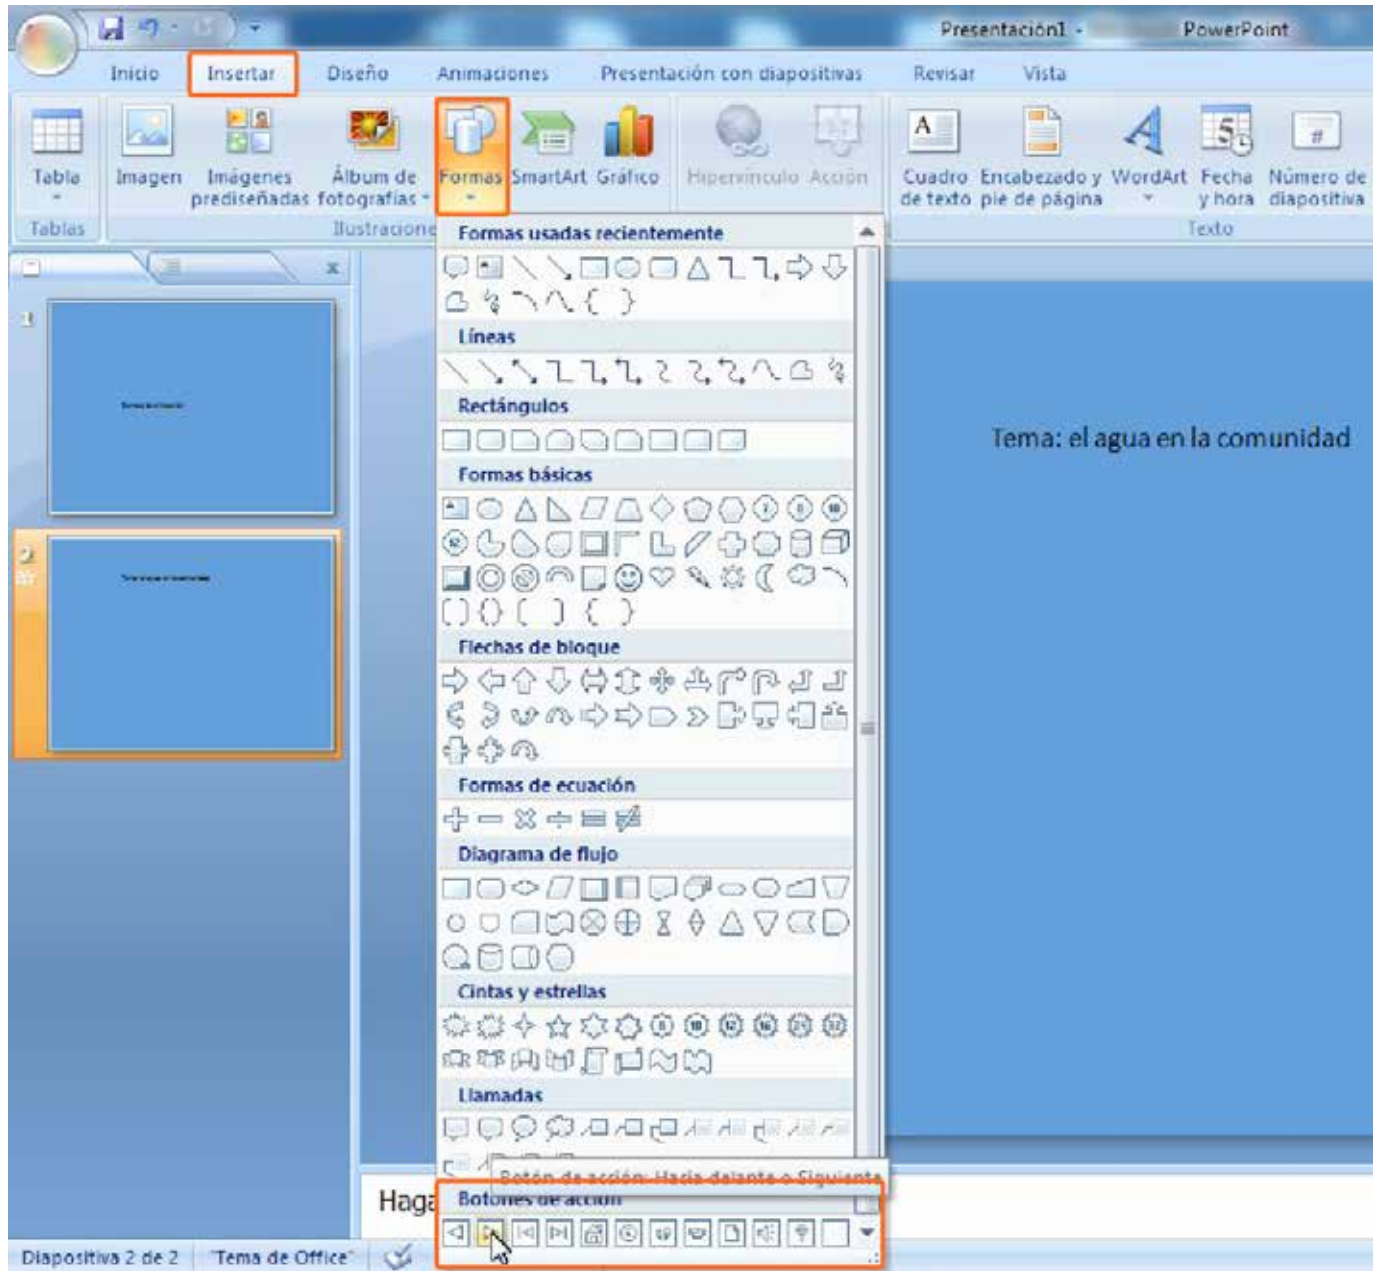 Presentación1 - PowerPoint
Inicio Insertar Diseño Animaciones Presentación con diapositivas Revisar Vista
Tabla
Imagen
Imágenes
prediseñadas
Álbum de
fotografías
Formas
SmartArt
Gráfico
Hipervínculo
Acción
Cuadro
de texto
Encabezado y
pie de página
WordArt
Fecha
y hora
Número de
diapositiva
Tablas
Ilustracione
Texto
Formas usadas recientemente
Líneas
Rectángulos
Formas básicas
Flechas de bloque
Formas de ecuación
Diagrama de flujo
Cintas y estrellas
Llamadas
Botón de acción: Hacia delante o Siguiente
Botones de acción
1
2
Tema: el agua en la comunidad
Haga
Diapositiva 2 de 2 "Tema de Office"